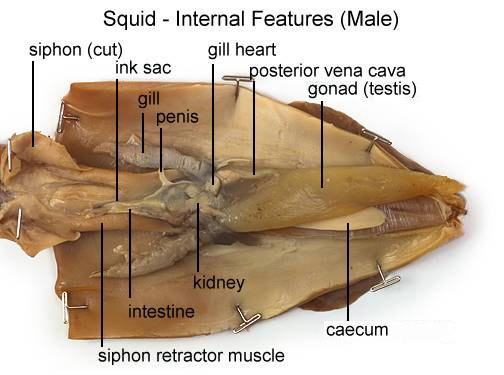 Squid - Internal Features (Male)
siphon (cut)
gill heart
ink sac
posterior vena cava
gill
gonad (testis)
penis
kidney
intestine
caecum
siphon retractor muscle